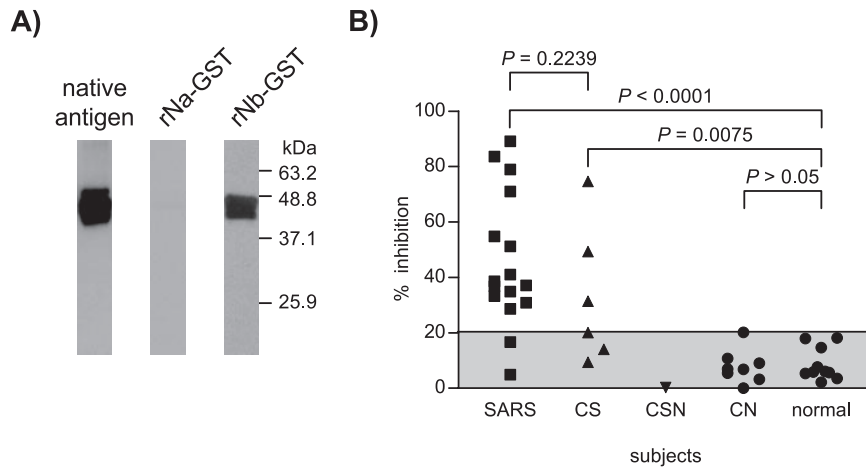 A)
native
antigen
rNa-GST
rNb-GST
kDa
63.2
48.8
37.1
25.9
B)
P = 0.2239
P < 0.0001
P = 0.0075
P > 0.05
% inhibition
100
80
60
40
20
0
SARS CS CSN CN normal
subjects